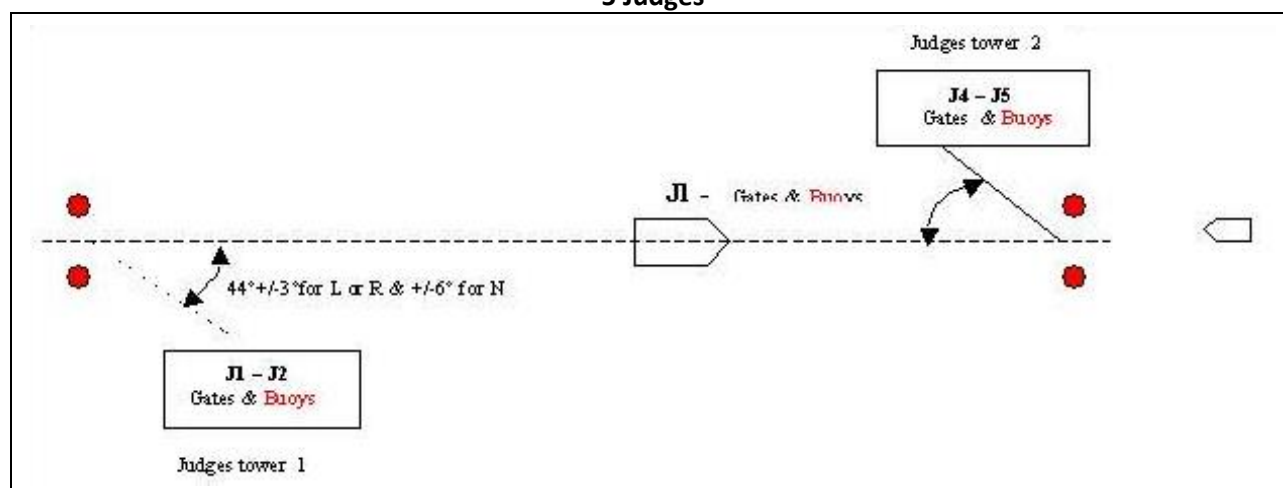 Judges
Judges tower 2
J4 – J5
Gates & Buoys
J1 - Gates & Buoys
44°+/-3°for L or R & +/-6° for N
J1 – J2
Gates & Buoys
Judges tower 1